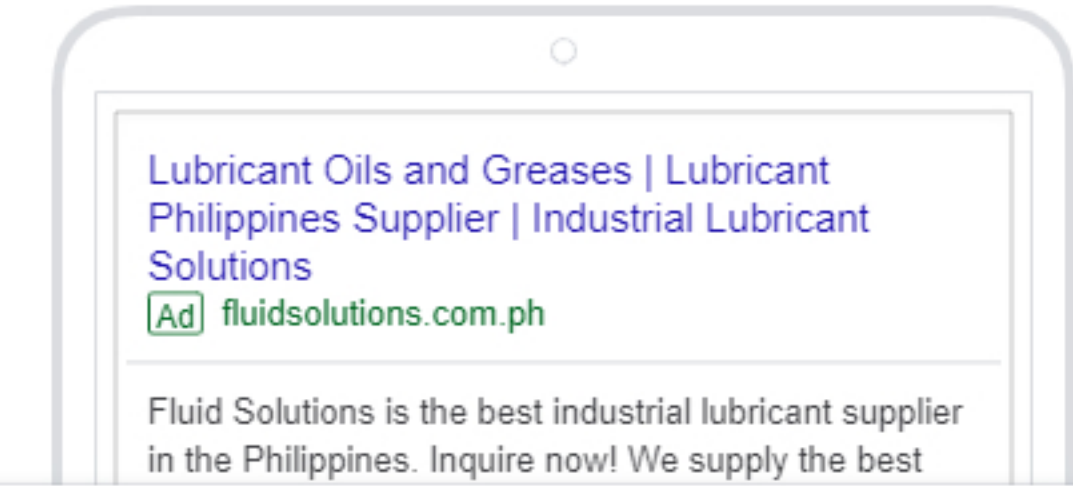 Lubricant Oils and Greases | Lubricant
Philippines Supplier | Industrial Lubricant
Solutions
Ad fluidsolutions.com.ph
Fluid Solutions is the best industrial lubricant supplier
in the Philippines. Inquire now! We supply the best